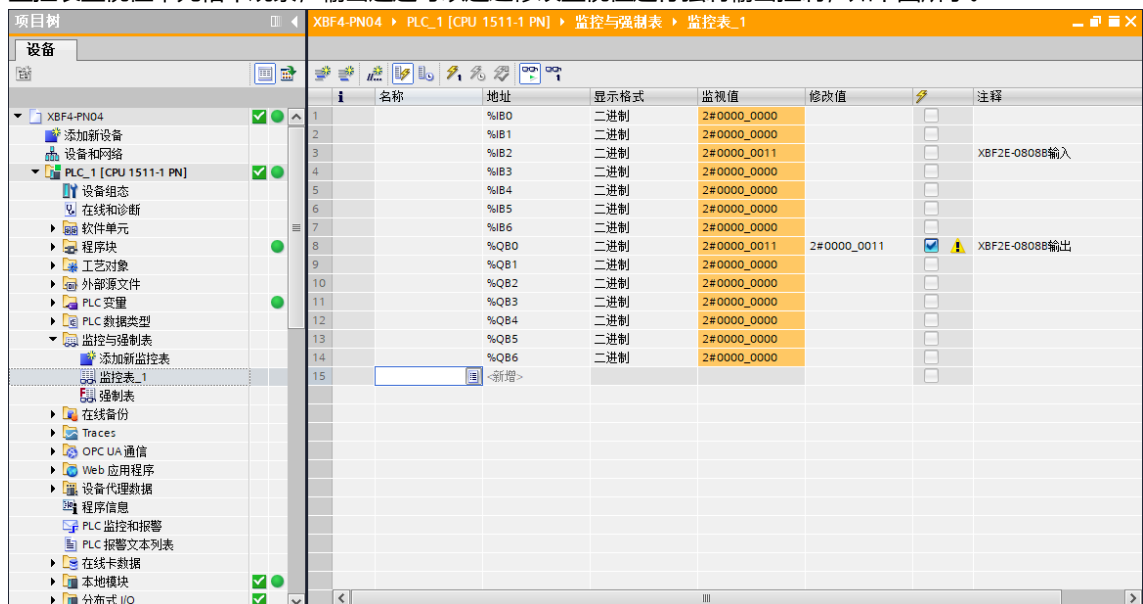 项目树
XBF4-PN04 ▸ PLC_1 [CPU 1511-1 PN] ▸ 监控与强制表 ▸ 监控表_1
设备
i 名称 地址 显示格式 监视值 修改值 注释
XBF4-PN04
添加新设备
设备和网络
PLC_1 [CPU 1511-1 PN]
设备组态
在线和诊断
软件单元
程序块
工艺对象
外部源文件
PLC 变量
PLC 数据类型
监控与强制表
添加新监控表
监控表_1
强制表
在线备份
Traces
OPC UA 通信
Web 应用程序
设备代理数据
程序信息
PLC 监控和报警
PLC 报警文本列表
在线卡数据
本地模块
分布式 I/O
1 %IB0 二进制 2#0000_0000
2 %IB1 二进制 2#0000_0000
3 %IB2 二进制 2#0000_0011 XBF2E-0808B输入
4 %IB3 二进制 2#0000_0000
5 %IB4 二进制 2#0000_0000
6 %IB5 二进制 2#0000_0000
7 %IB6 二进制 2#0000_0000
8 %QB0 二进制 2#0000_0011 2#0000_0011 XBF2E-0808B输出
9 %QB1 二进制 2#0000_0000
10 %QB2 二进制 2#0000_0000
11 %QB3 二进制 2#0000_0000
12 %QB4 二进制 2#0000_0000
13 %QB5 二进制 2#0000_0000
14 %QB6 二进制 2#0000_0000
15 <新增>